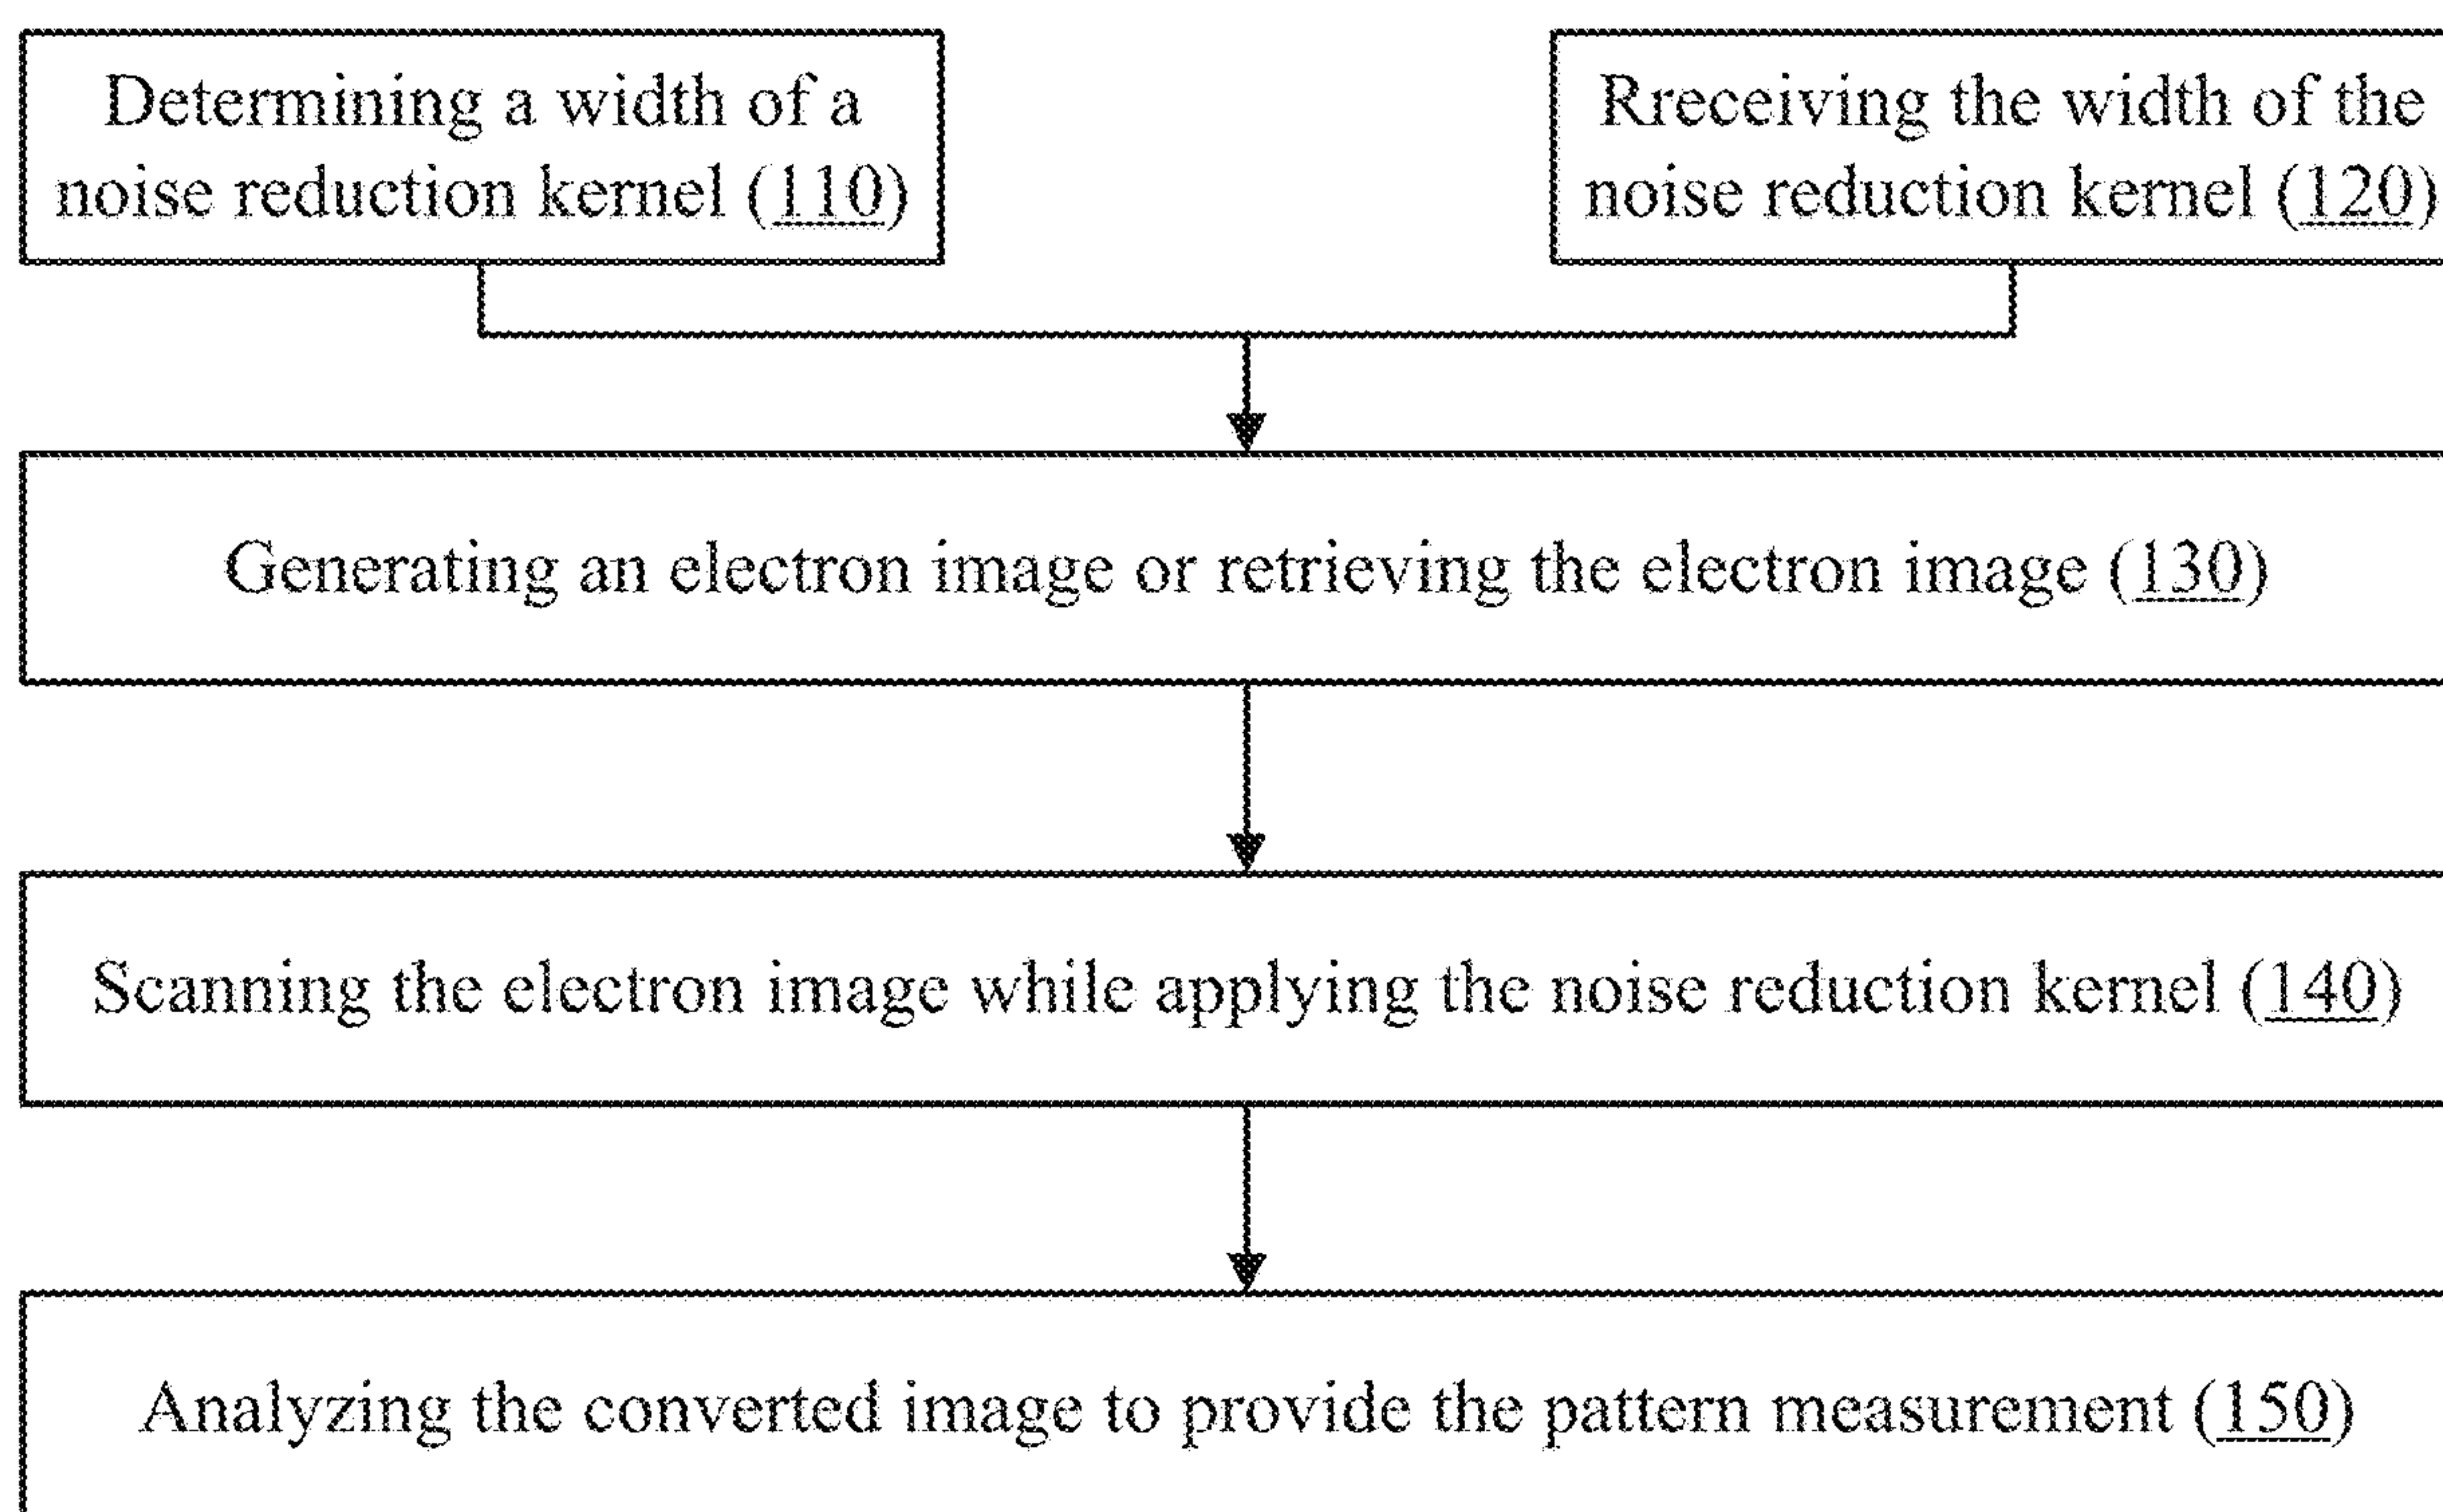 Determining a width of a
noise reduction kernel (110)
Rreceiving the width of the
noise reduction kernel (120)
Generating an electron image or retrieving the electron image (130)
Scanning the electron image while applying the noise reduction kernel (140)
Analyzing the converted image to provide the pattern measurement (150)